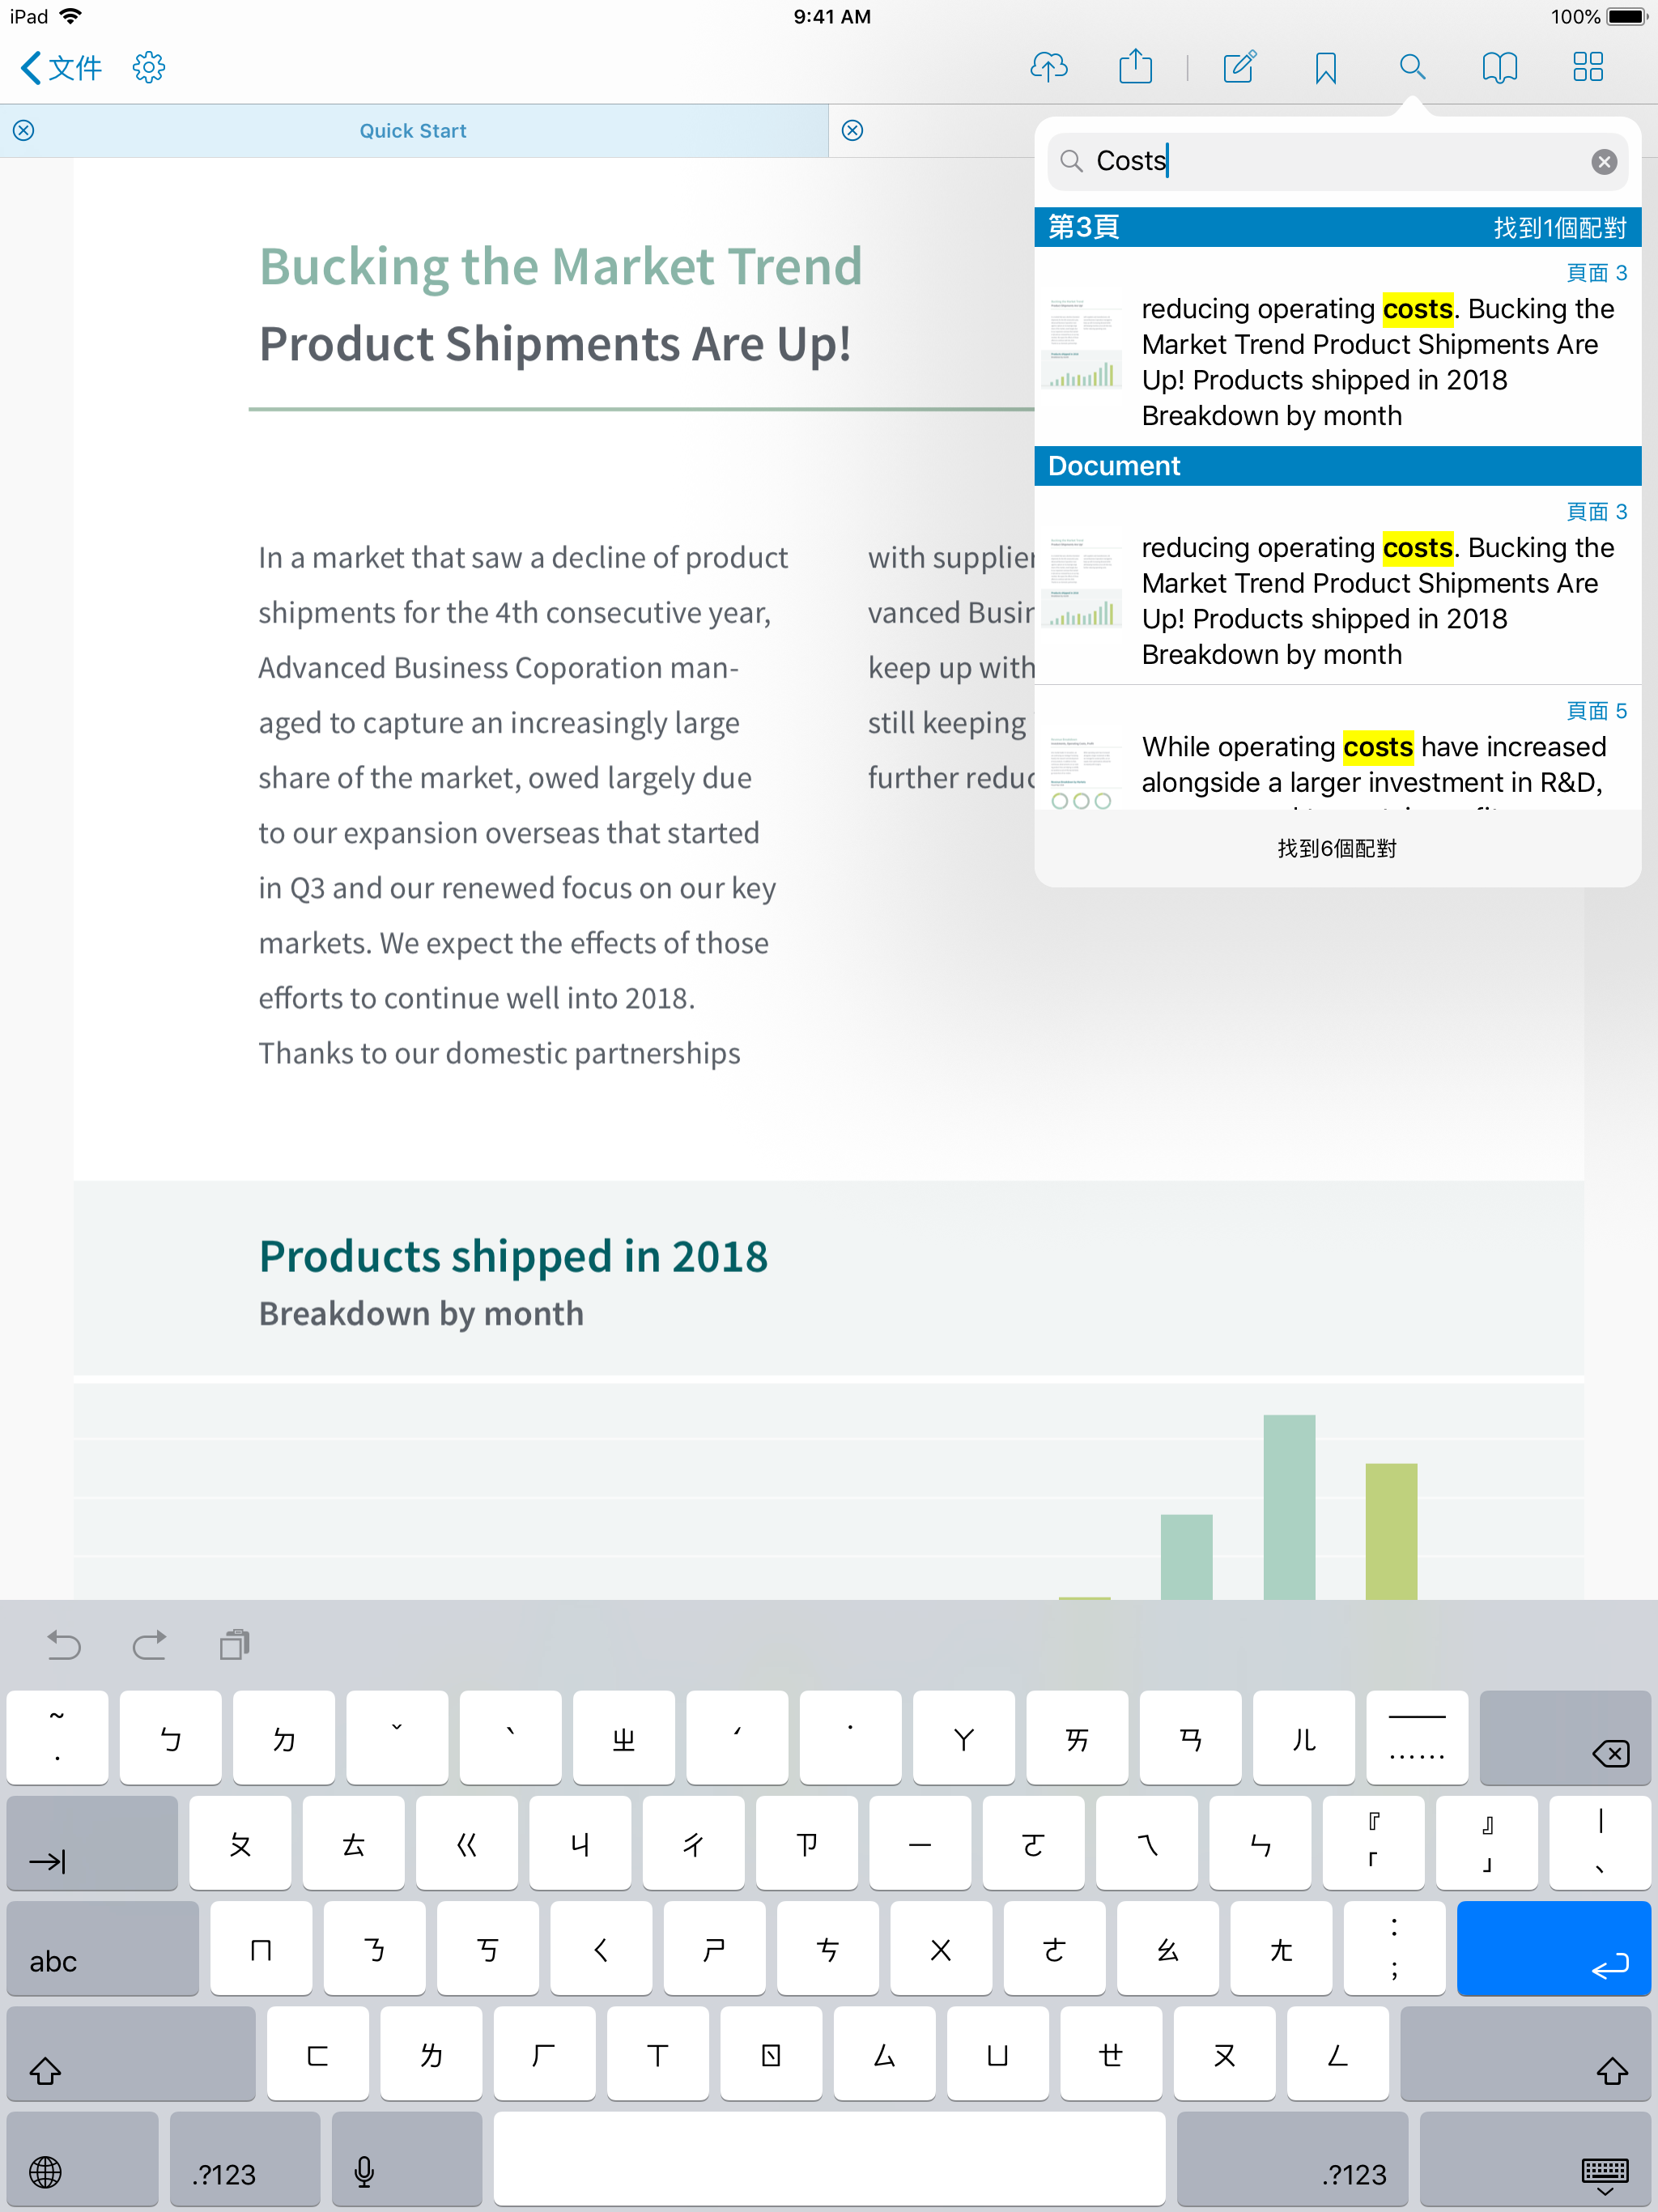 iPad
9:41 AM
100%
文件
Quick Start
Costs
第3頁
找到1個配對
頁面 3
reducing operating costs. Bucking the
Market Trend Product Shipments Are
Up! Products shipped in 2018
Breakdown by month
Document
頁面 3
reducing operating costs. Bucking the
Market Trend Product Shipments Are
Up! Products shipped in 2018
Breakdown by month
頁面 5
While operating costs have increased
alongside a larger investment in R&D,
找到6個配對
Bucking the Market Trend
Product Shipments Are Up!
In a market that saw a decline of product
shipments for the 4th consecutive year,
Advanced Business Coporation man-
aged to capture an increasingly large
share of the market, owed largely due
to our expansion overseas that started
in Q3 and our renewed focus on our key
markets. We expect the effects of those
efforts to continue well into 2018.
Thanks to our domestic partnerships
with supplier
vanced Busin
keep up with
still keeping
further reduc
Products shipped in 2018
Breakdown by month
~ . ㄅ ㄉ ˇ ˋ ㄓ ˊ ˙ ㄚ ㄞ ㄢ ㄦ — ……
ㄆ ㄊ ㄍ ㄐ ㄔ ㄗ ㄧ ㄛ ㄟ ㄣ 『 「 』 」 | 、
abc ㄇ ㄋ ㄎ ㄑ ㄕ ㄘ ㄨ ㄜ ㄠ ㄤ : ;
ㄈ ㄌ ㄏ ㄒ ㄖ ㄙ ㄩ ㄝ ㄡ ㄥ
.?123 .?123